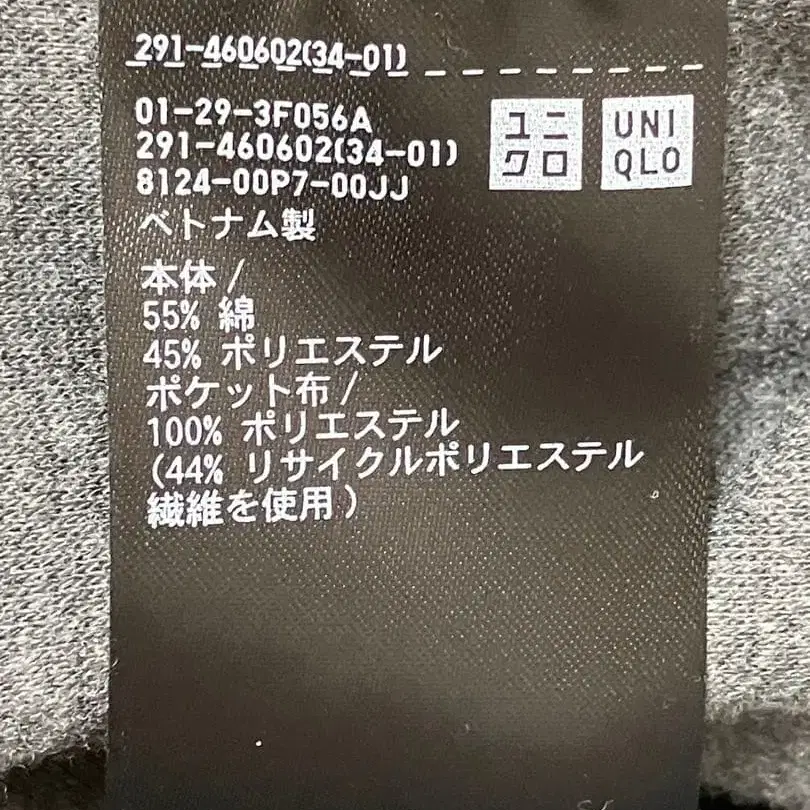 291-460602(34-01)
01-29-3F056A
291-460602(34-01)
8124-00P7-00JJ
ユニ
クロ
UNI
QLO
ベトナム製
本体/
55% 綿
45% ポリエステル
ポケット布/
100% ポリエステル
(44% リサイクルポリエステル
繊維を使用)